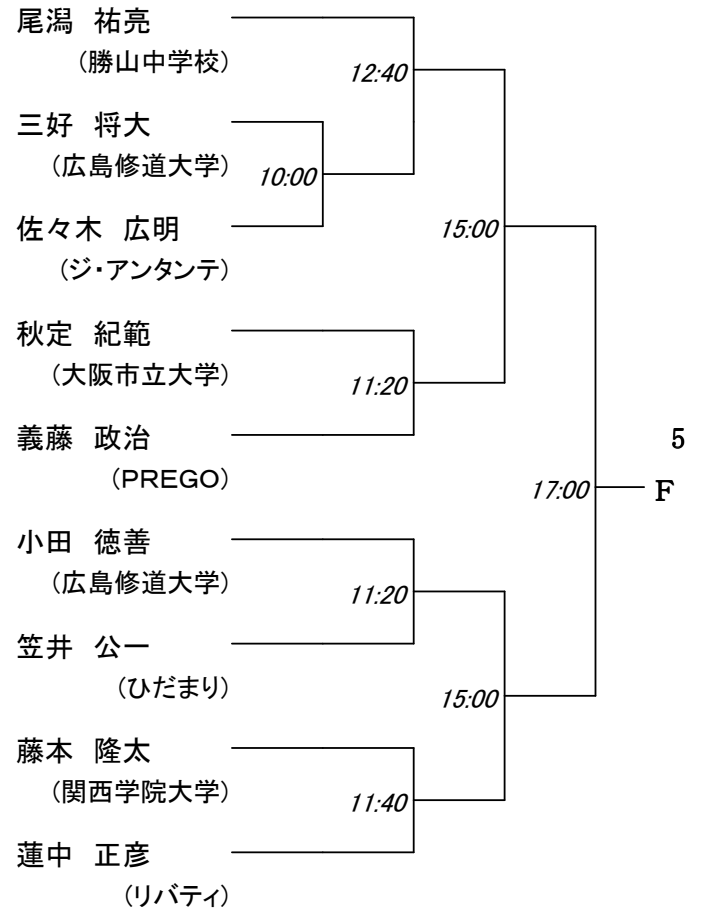 尾潟 祐亮
(勝山中学校)
12:40
三好 将大
(広島修道大学)
10:00
佐々木 広明
(ジ・アンタンテ)
15:00
秋定 紀範
(大阪市立大学)
11:20
義藤 政治
(PREGO)
5
17:00
F
小田 徳善
(広島修道大学)
11:20
笠井 公一
(ひだまり)
15:00
藤本 隆太
(関西学院大学)
11:40
蓮中 正彦
(リバティ)